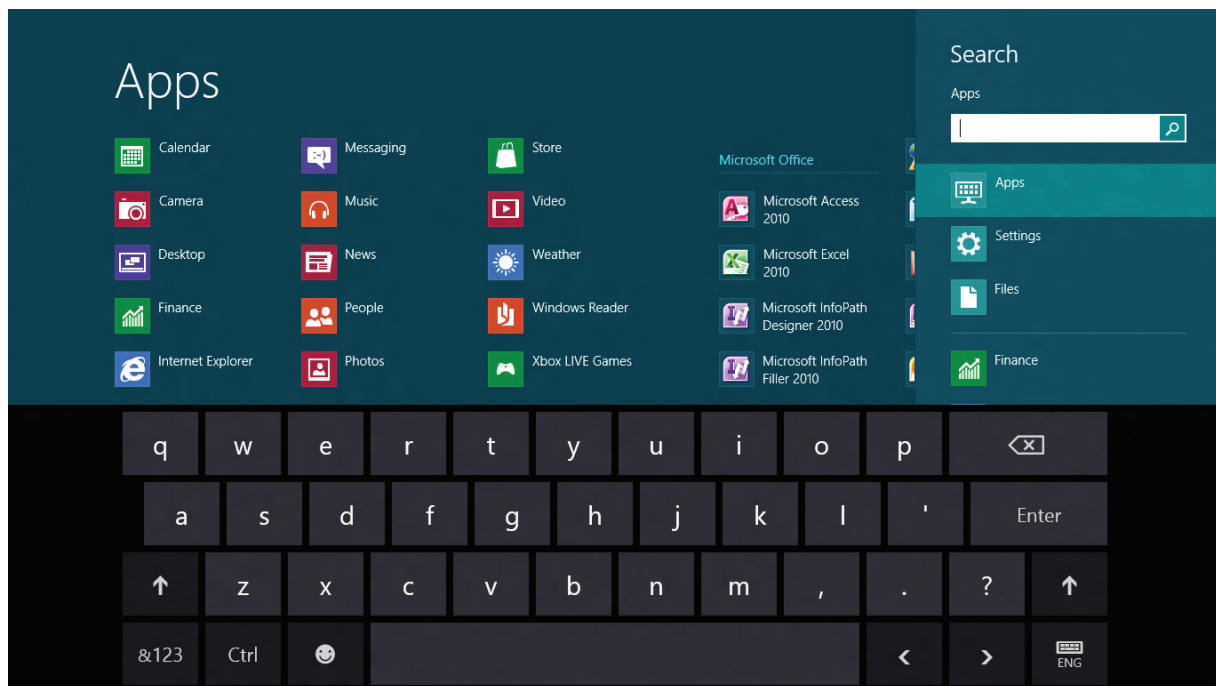 Apps
Calendar
Camera
Desktop
Finance
Internet Explorer
Messaging
Music
News
People
Photos
Store
Video
Weather
Windows Reader
Xbox LIVE Games
Microsoft Office
Microsoft Access
2010
Microsoft Excel
2010
Microsoft InfoPath
Designer 2010
Microsoft InfoPath
Filler 2010
Search
Apps
Apps
Settings
Files
Finance
q w e r t y u i o p
a s d f g h j k l ' Enter
z x c v b n m , . ?
&123 Ctrl < > ENG